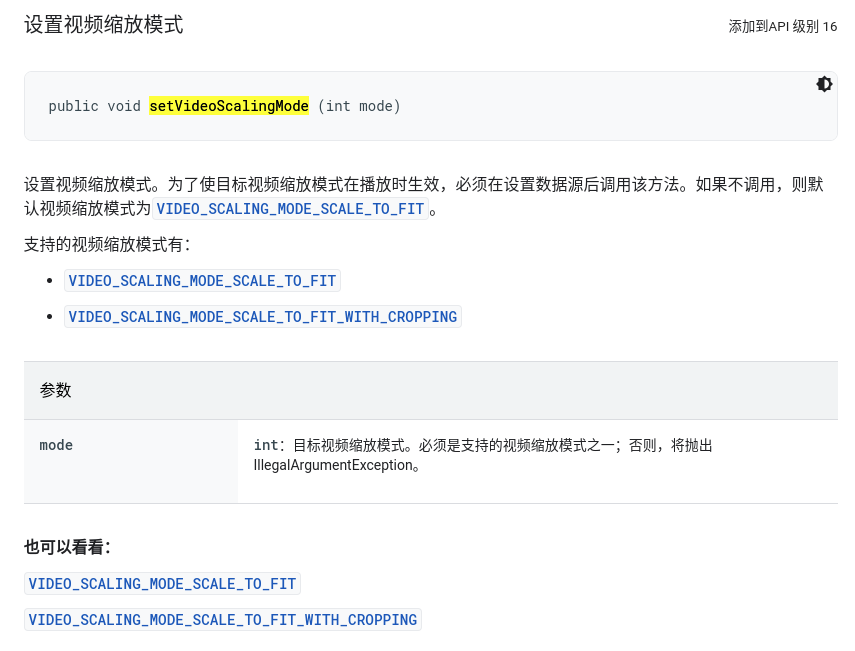 设置视频缩放模式
添加到API 级别 16
public void setVideoScalingMode (int mode)
设置视频缩放模式。为了使目标视频缩放模式在播放时生效，必须在设置数据源后调用该方法。如果不调用，则默
认视频缩放模式为 VIDEO_SCALING_MODE_SCALE_TO_FIT 。
支持的视频缩放模式有：
• VIDEO_SCALING_MODE_SCALE_TO_FIT
• VIDEO_SCALING_MODE_SCALE_TO_FIT_WITH_CROPPING
参数
mode
int：目标视频缩放模式。必须是支持的视频缩放模式之一；否则，将抛出
IllegalArgumentException。
也可以看看：
VIDEO_SCALING_MODE_SCALE_TO_FIT
VIDEO_SCALING_MODE_SCALE_TO_FIT_WITH_CROPPING